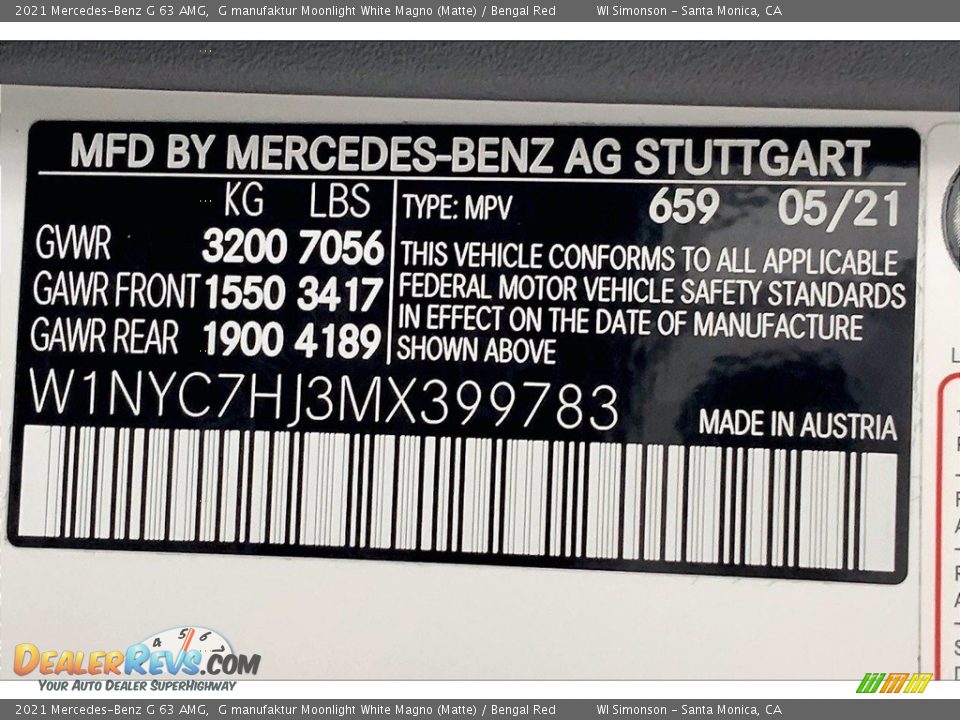 2021 Mercedes-Benz G 63 AMG, G manufaktur Moonlight White Magno (Matte) / Bengal Red WI Simonson - Santa Monica, CA
MFD BY MERCEDES-BENZ AG STUTTGART
KG LBS
GVWR 3200 7056
GAWR FRONT 1550 3417
GAWR REAR 1900 4189
TYPE: MPV 659 05/21
THIS VEHICLE CONFORMS TO ALL APPLICABLE
FEDERAL MOTOR VEHICLE SAFETY STANDARDS
IN EFFECT ON THE DATE OF MANUFACTURE
SHOWN ABOVE
W1NYC7HJ3MX399783
MADE IN AUSTRIA
4 5 6
DEALERREVS.COM
YOUR AUTO DEALER SUPERHIGHWAY
2021 Mercedes-Benz G 63 AMG, G manufaktur Moonlight White Magno (Matte) / Bengal Red WI Simonson - Santa Monica, CA